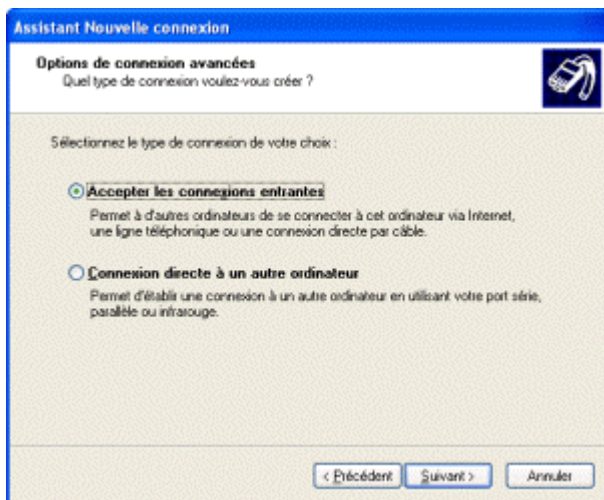 Assistant Nouvelle connexion
Options de connexion avancées
Quel type de connexion voulez-vous créer ?
Sélectionnez le type de connexion de votre choix :
Accepter les connexions entrantes
Permet à d'autres ordinateurs de se connecter à cet ordinateur via Internet,
une ligne téléphonique ou une connexion directe par câble.
Connexion directe à un autre ordinateur
Permet d'établir une connexion à un autre ordinateur en utilisant votre port série,
parallèle ou infrarouge.
< Précédent
Suivant >
Annuler